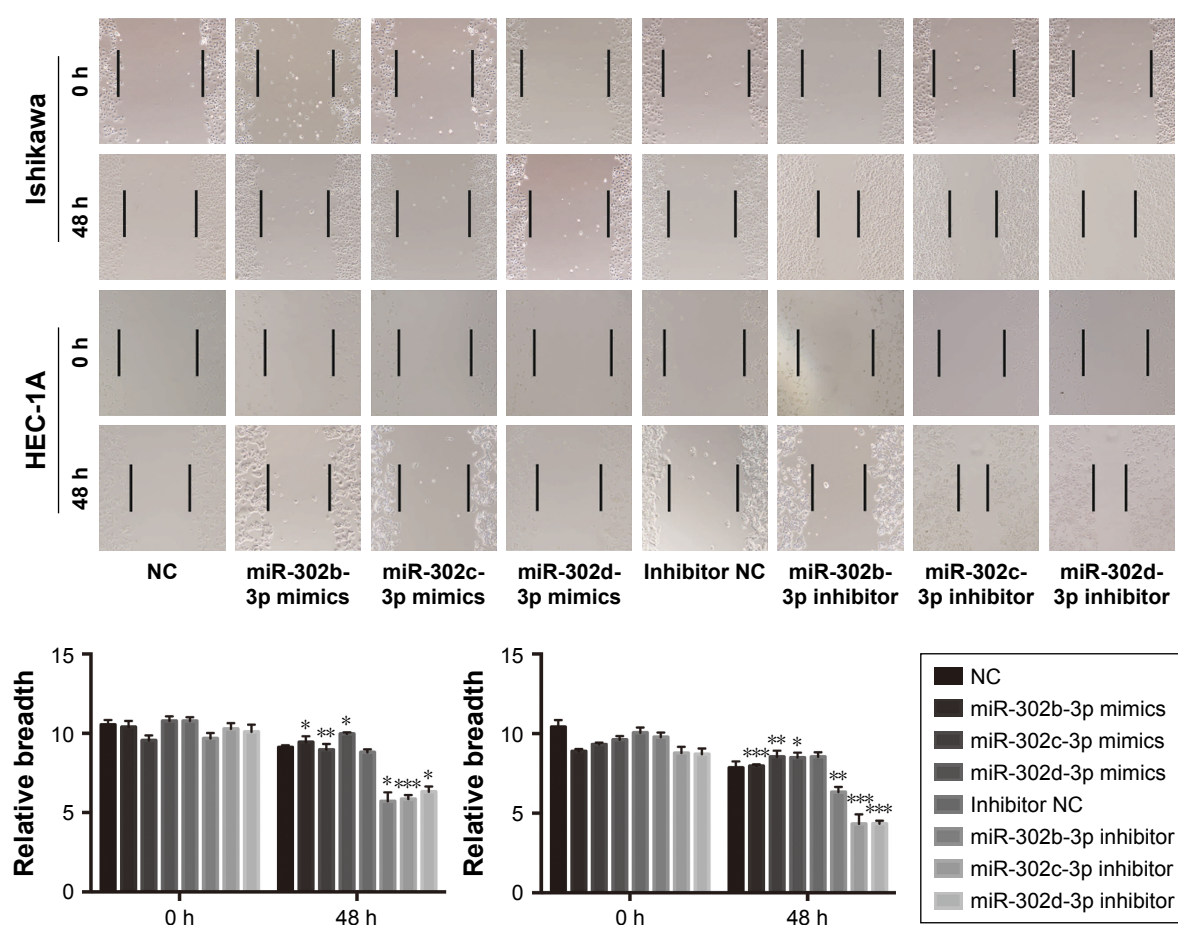 Ishikawa
0 h
48 h
HEC-1A
0 h
48 h
NC
miR-302b-
3p mimics
miR-302c-
3p mimics
miR-302d-
3p mimics
Inhibitor NC
miR-302b-
3p inhibitor
miR-302c-
3p inhibitor
miR-302d-
3p inhibitor
Relative breadth
15
10
5
0
* ** *
* *** *
0 h
48 h
Relative breadth
15
10
5
0
*** ** *
** *** ***
0 h
48 h
NC
miR-302b-3p mimics
miR-302c-3p mimics
miR-302d-3p mimics
Inhibitor NC
miR-302b-3p inhibitor
miR-302c-3p inhibitor
miR-302d-3p inhibitor